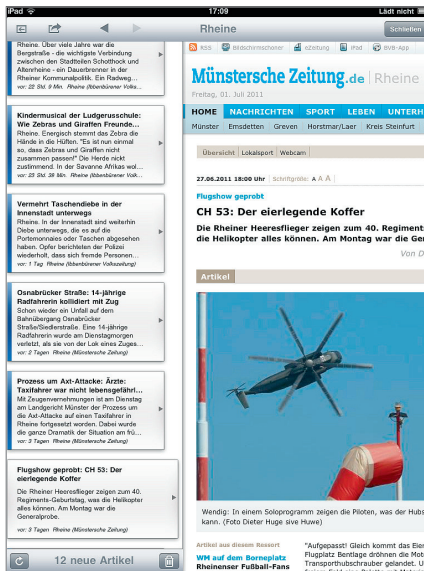 iPad
17:09
Lädt nicht
Rheine
Schließen
Rheine. Über viele Jahre war die
Bergstraße - die wichtigste Verbindung
zwischen den Stadtteilen Schotthock und
Altenrheine - ein Dauerbrenner in der
Rheiner Kommunalpolitik. Ein Radweg...
vor: 22 Std. 9 Min. Rheine (Ibbenbürener Volks...
Kindermusical der Ludgerusschule:
Wie Zebras und Giraffen Freunde...
Rheine. Energisch stemmt das Zebra die
Hände in die Hüften. "Es ist nun einmal
so, dass Zebras und Giraffen nicht
zusammen passen!" Die Herde nickt
zustimmend. In der Savanne Afrikas wol...
vor: 23 Std. 38 Min. Rheine (Ibbenbürener Volk...
Vermehrt Taschendiebe in der
Innenstadt unterwegs
Rheine. In der Innenstadt sind weiterhin
Diebe unterwegs, die es auf die
Portemonnaies oder Taschen abgesehen
haben. Opfer berichteten der Polizei
wiederholt, dass sich fremde Personen...
vor: 1 Tag Rheine (Ibbenbürener Volkszeitung)
Osnabrücker Straße: 14-jährige
Radfahrerin kollidiert mit Zug
Schon wieder ein Unfall auf dem
Bahnübergang Osnabrücker
Straße/Siedlerstraße. Eine 14-jährige
Radfahrerin wurde am Dienstagmorgen
verletzt, als sie von der Lok eines Zuges...
vor: 2 Tagen Rheine (Münstersche Zeitung)
Prozess um Axt-Attacke: Ärzte:
Taxifahrer war nicht lebensgefährl...
Mit Zeugenvernehmungen ist am Dienstag
am Landgericht Münster der Prozess um
die Axt-Attacke auf einen Taxifahrer in
Rheine fortgesetzt worden. Dabei wurde
die ganze Dramatik der Situation am frü...
vor: 3 Tagen Rheine (Münstersche Zeitung)
Flugshow geprobt: CH 53: Der
eierlegende Koffer
Die Rheiner Heeresflieger zeigen zum 40.
Regiments-Geburtstag, was die Helikopter
alles können. Am Montag war die
Generalprobe.
vor: 3 Tagen Rheine (Münstersche Zeitung)
12 neue Artikel
RSS Bildschirmschoner eZeitung iPad BVB-App
Münstersche Zeitung.de Rheine
Freitag, 01. Juli 2011
HOME NACHRICHTEN SPORT LEBEN UNTERH
Münster Emsdetten Greven Horstmar/Laer Kreis Steinfurt
Übersicht Lokalsport Webcam
27.06.2011 18:00 Uhr Schriftgröße: A A A
Flugshow geprobt
CH 53: Der eierlegende Koffer
Die Rheiner Heeresflieger zeigen zum 40. Regiments
die Helikopter alles können. Am Montag war die Ge
Von D
Artikel
Wendig: In einem Soloprogramm zeigen die Piloten, was der Hubs
kann. (Foto Dieter Huge sive Huwe)
Artikel aus diesem Ressort
WM auf dem Borneplatz
Rheinenser Fußball-Fans
"Aufgepasst! Gleich kommt das Eier
Flugplatz Bentlage dröhnen die Mot
Transporthubschrauber gelandet. U